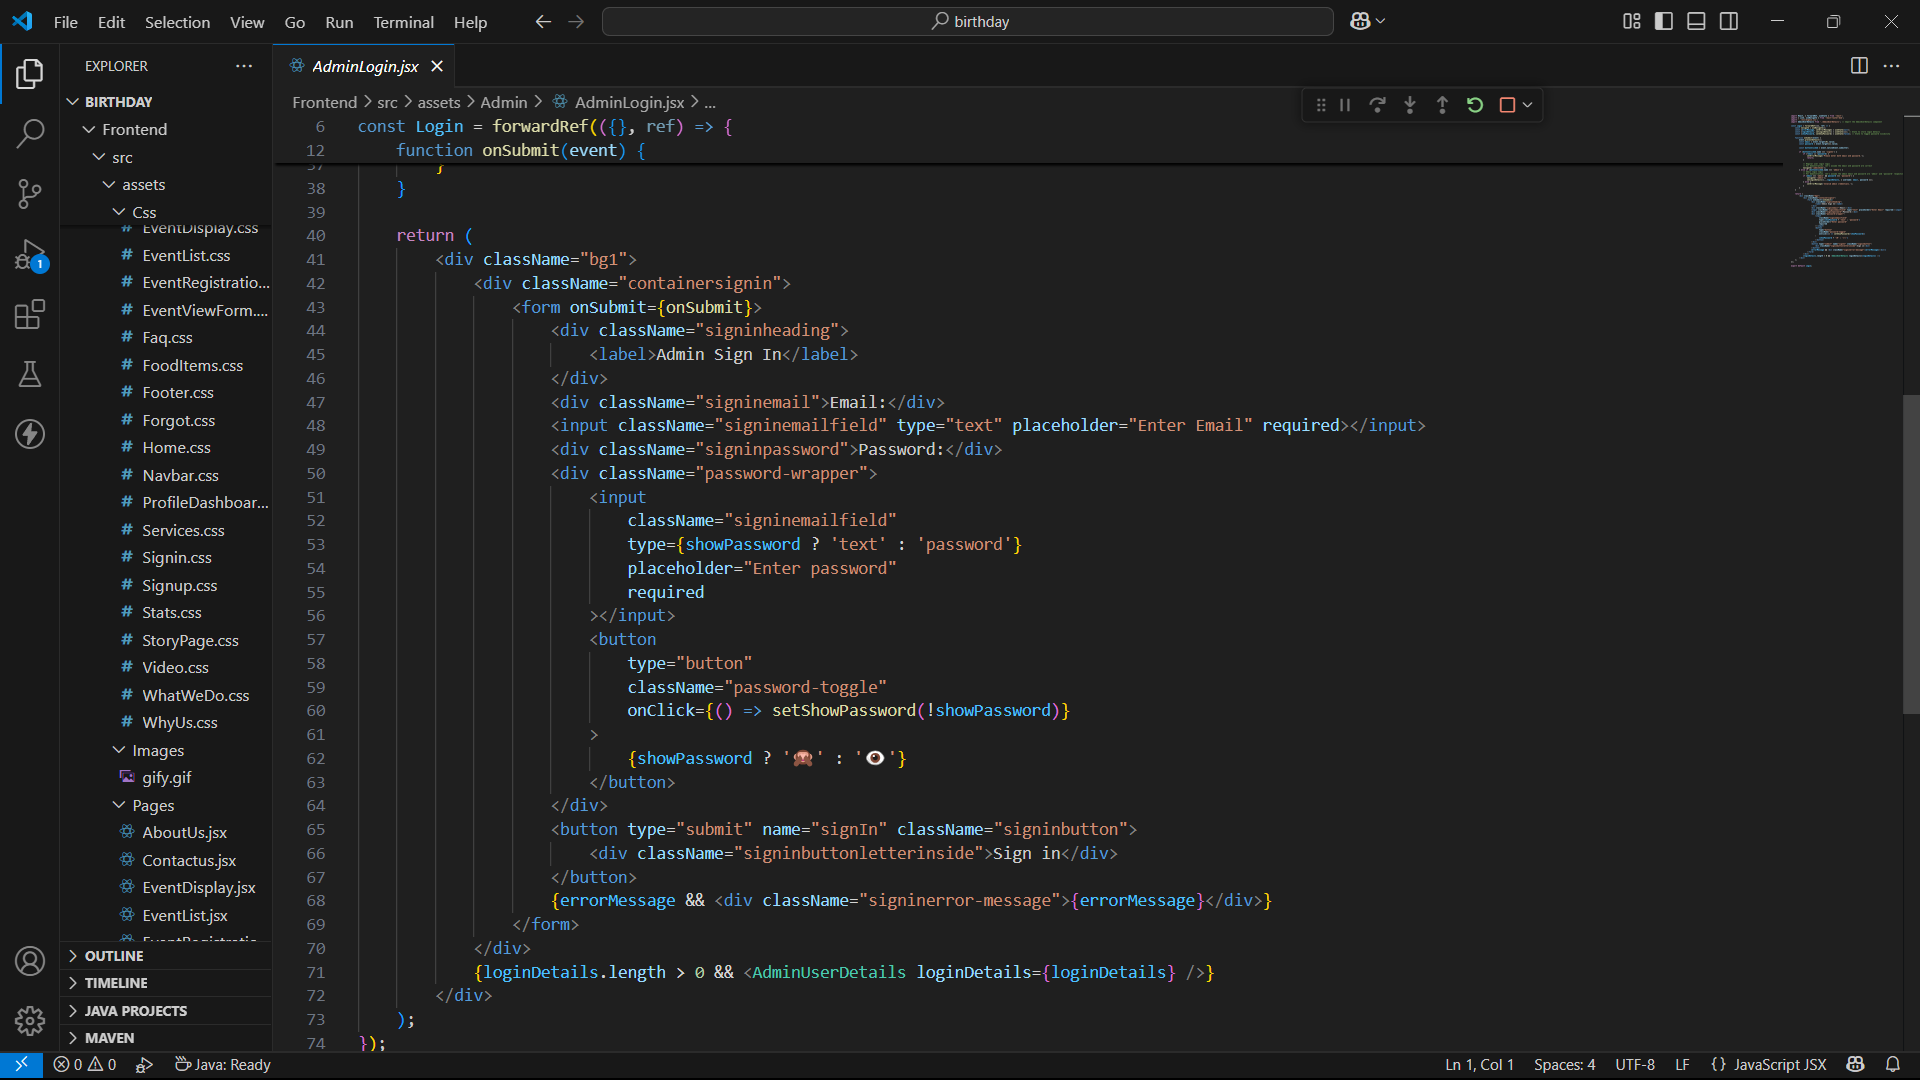 File Edit Selection View Go Run Terminal Help
birthday
EXPLORER
AdminLogin.jsx
BIRTHDAY
Frontend > src > assets > Admin > AdminLogin.jsx > ...
Frontend
src
assets
Css
EventDisplay.css
EventList.css
EventRegistratio...
EventViewForm....
Faq.css
FoodItems.css
Footer.css
Forgot.css
Home.css
Navbar.css
ProfileDashboar...
Services.css
Signin.css
Signup.css
Stats.css
StoryPage.css
Video.css
WhatWeDo.css
WhyUs.css
Images
gify.gif
Pages
AboutUs.jsx
Contactus.jsx
EventDisplay.jsx
EventList.jsx
OUTLINE
TIMELINE
JAVA PROJECTS
MAVEN
1
6 const Login = forwardRef(({}, ref) => {
12 function onSubmit(event) {
37 }
38 }
39
40 return (
41 <div className="bg1">
42 <div className="containersignin">
43 <form onSubmit={onSubmit}>
44 <div className="signinheading">
45 <label>Admin Sign In</label>
46 </div>
47 <div className="signinemail">Email:</div>
48 <input className="signinemailfield" type="text" placeholder="Enter Email" required></input>
49 <div className="signinpassword">Password:</div>
50 <div className="password-wrapper">
51 <input
52 className="signinemailfield"
53 type={showPassword ? 'text' : 'password'}
54 placeholder="Enter password"
55 required
56 ></input>
57 <button
58 type="button"
59 className="password-toggle"
60 onClick={() => setShowPassword(!showPassword)}
61 >
62 {showPassword ? '🙈' : '👁️'}
63 </button>
64 </div>
65 <button type="submit" name="signIn" className="signinbutton">
66 <div className="signinbuttonletterinside">Sign in</div>
67 </button>
68 {errorMessage && <div className="signinerror-message">{errorMessage}</div>}
69 </form>
70 </div>
71 {loginDetails.length > 0 && <AdminUserDetails loginDetails={loginDetails} />}
72 </div>
73 );
74 });
0 0 Java: Ready
Ln 1, Col 1 Spaces: 4 UTF-8 LF {} JavaScript JSX